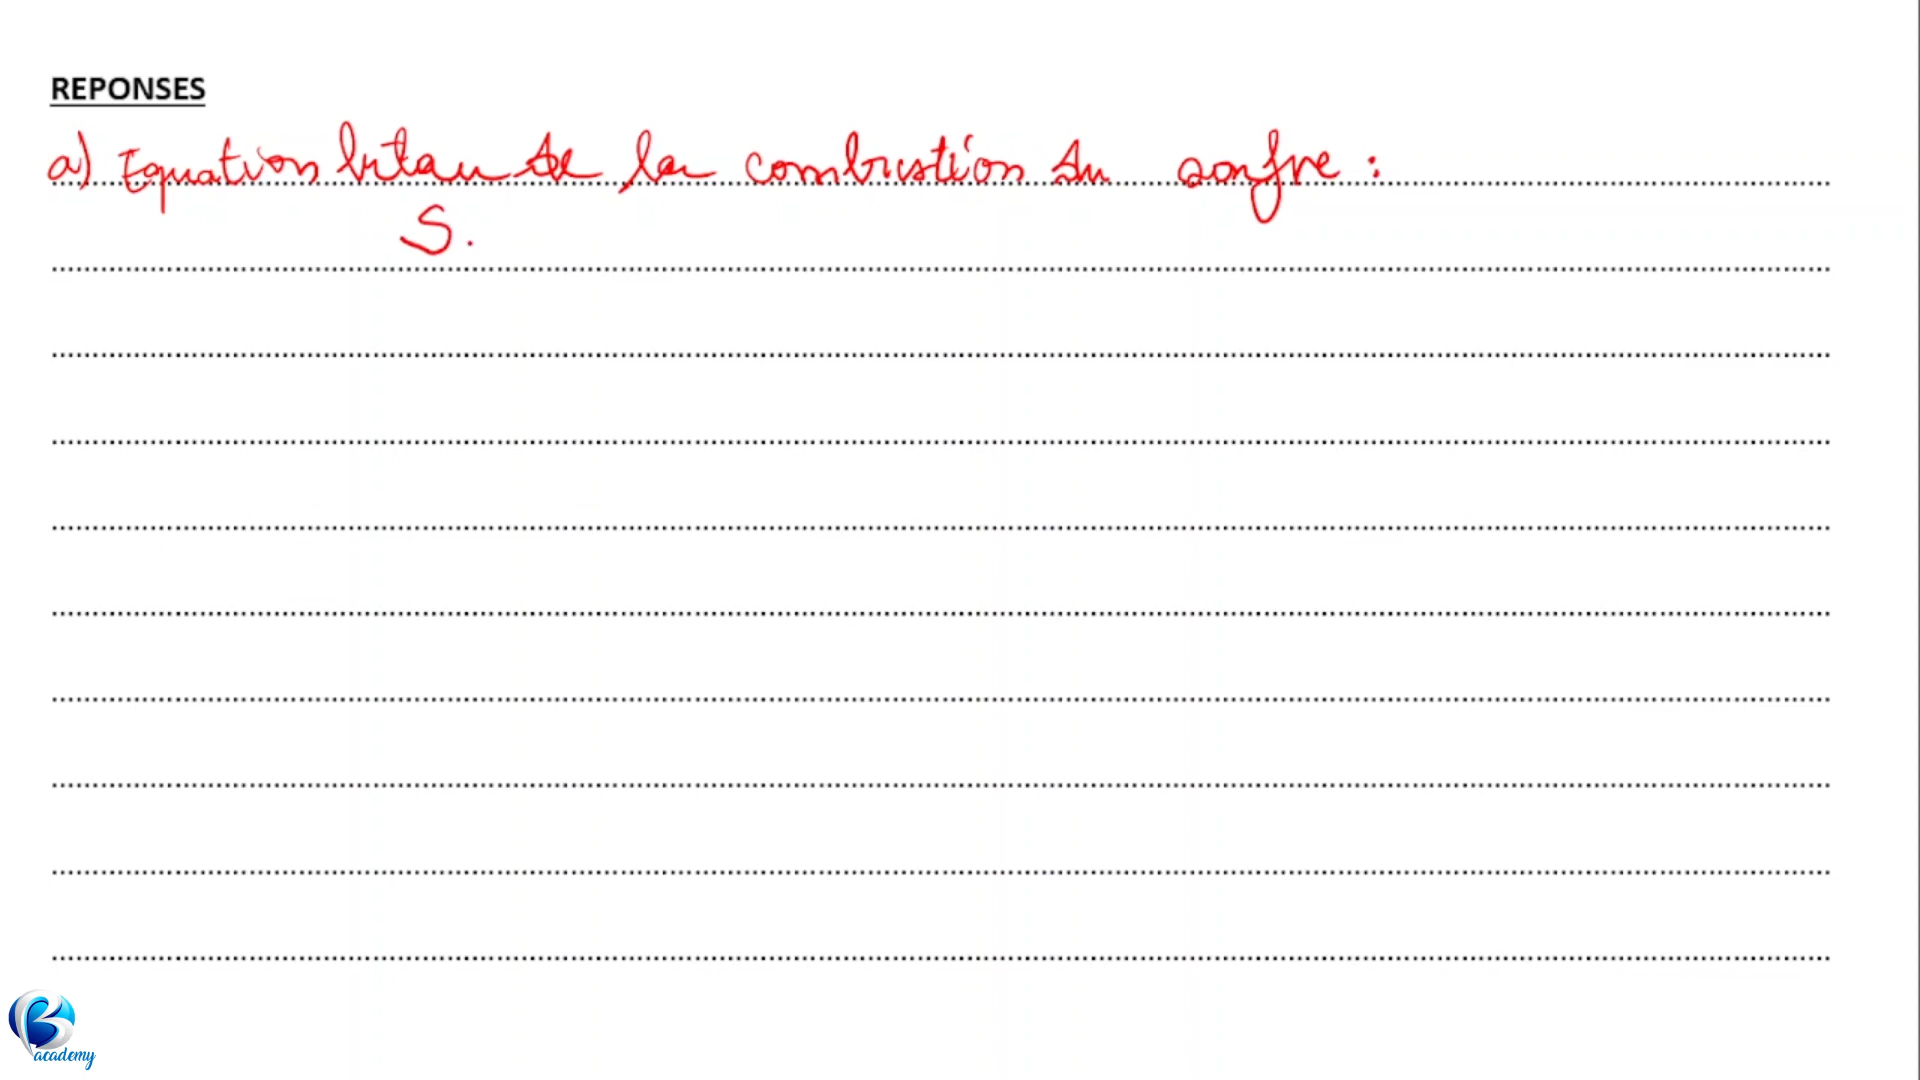 REPONSES
a) Equation bilan de la combustion du soufre :
S.
B academy